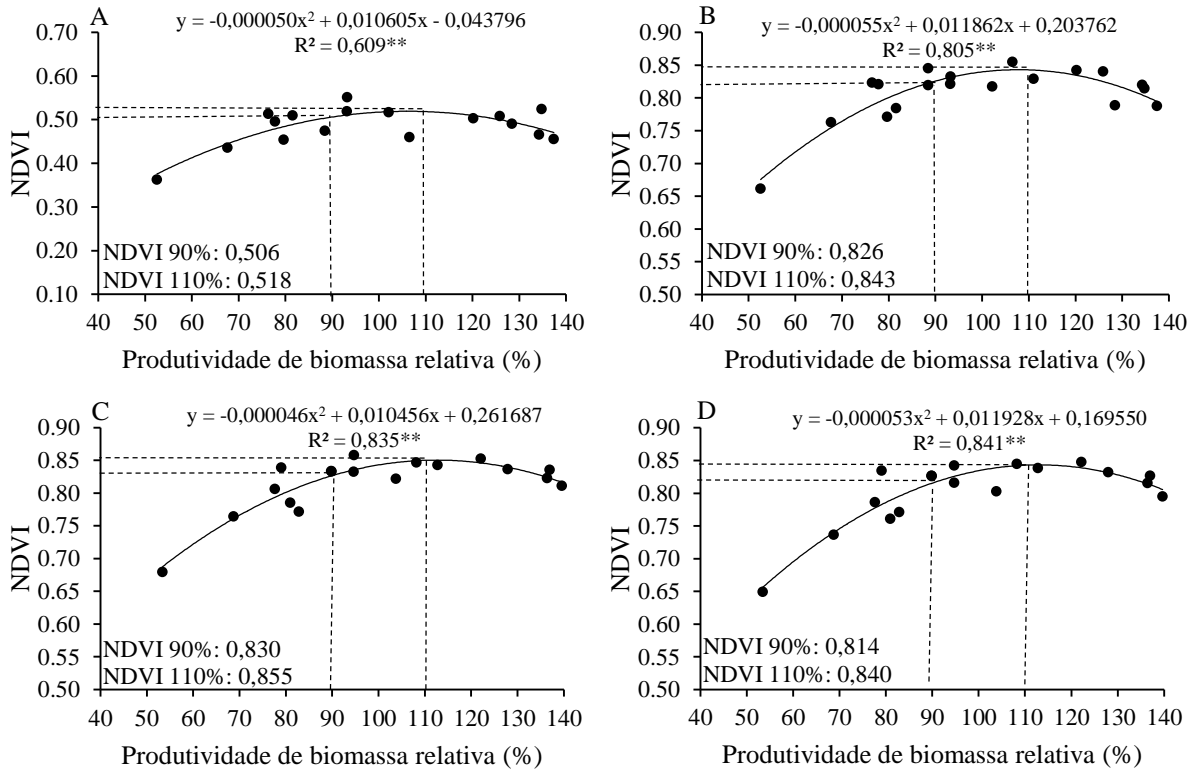 A
y = -0,000050x² + 0,010605x - 0,043796
R² = 0,609**
0.70
0.60
0.50
0.40
0.30
0.20
0.10
NDVI
NDVI 90%: 0,506
NDVI 110%: 0,518
40 50 60 70 80 90 100 110 120 130 140
Produtividade de biomassa relativa (%)
B
y = -0,000055x² + 0,011862x + 0,203762
R² = 0,805**
0.90
0.85
0.80
0.75
0.70
0.65
0.60
0.55
0.50
NDVI
NDVI 90%: 0,826
NDVI 110%: 0,843
40 50 60 70 80 90 100 110 120 130 140
Produtividade de biomassa relativa (%)
C
y = -0,000046x² + 0,010456x + 0,261687
R² = 0,835**
0.90
0.85
0.80
0.75
0.70
0.65
0.60
0.55
0.50
NDVI
NDVI 90%: 0,830
NDVI 110%: 0,855
40 50 60 70 80 90 100 110 120 130 140
Produtividade de biomassa relativa (%)
D
y = -0,000053x² + 0,011928x + 0,169550
R² = 0,841**
0.90
0.85
0.80
0.75
0.70
0.65
0.60
0.55
0.50
NDVI
NDVI 90%: 0,814
NDVI 110%: 0,840
40 50 60 70 80 90 100 110 120 130 140
Produtividade de biomassa relativa (%)